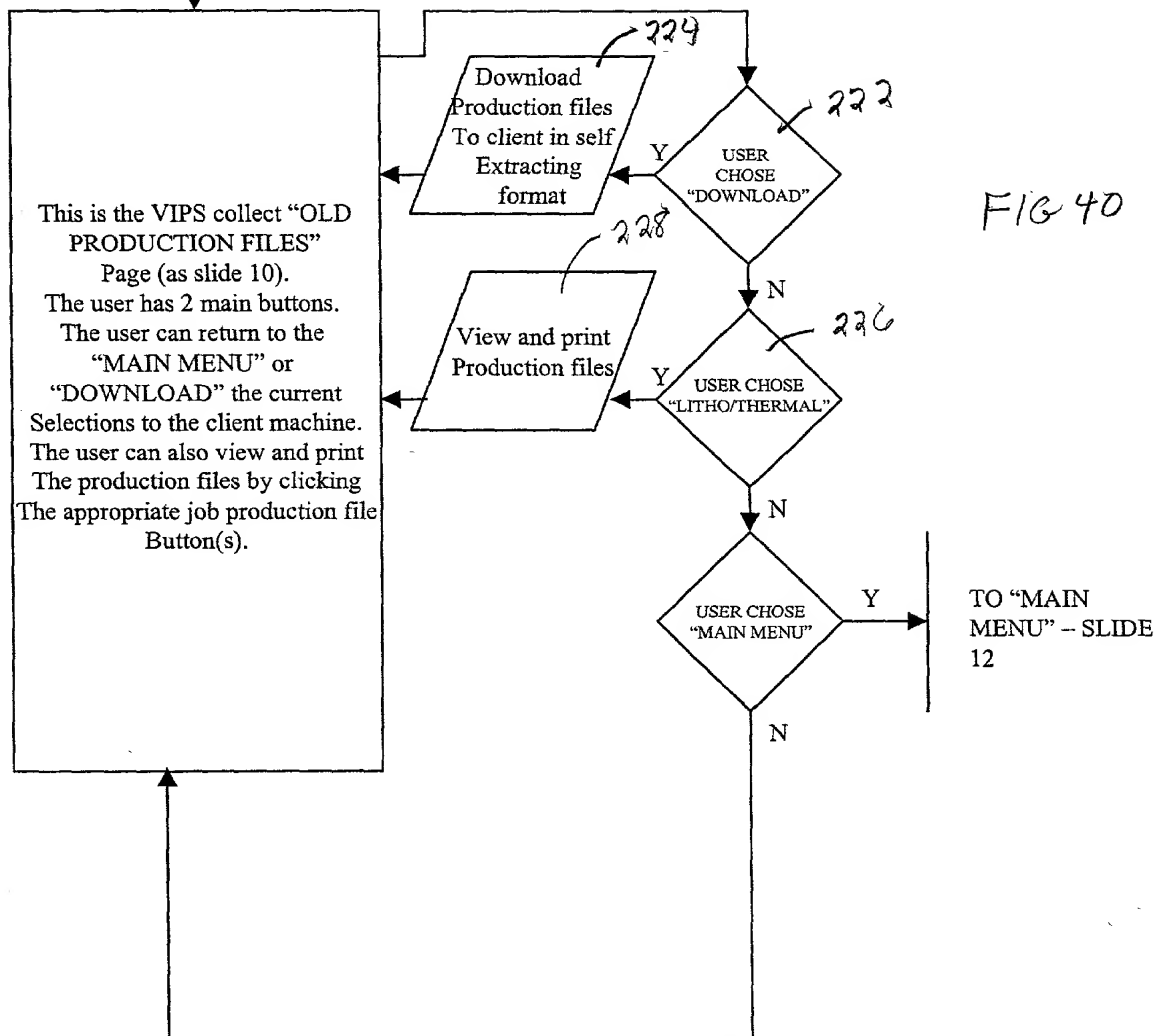 This is the VIPS collect “OLD
PRODUCTION FILES”
Page (as slide 10).
The user has 2 main buttons.
The user can return to the
“MAIN MENU” or
“DOWNLOAD” the current
Selections to the client machine.
The user can also view and print
The production files by clicking
The appropriate job production file
Button(s).
224
Download
Production files
To client in self
Extracting
format
Y
222
USER
CHOSE
“DOWNLOAD”
FIG 40
N
228
View and print
Production files
Y
226
USER CHOSE
“LITHO/THERMAL”
N
USER CHOSE
“MAIN MENU”
Y
TO “MAIN
MENU” – SLIDE
12
N